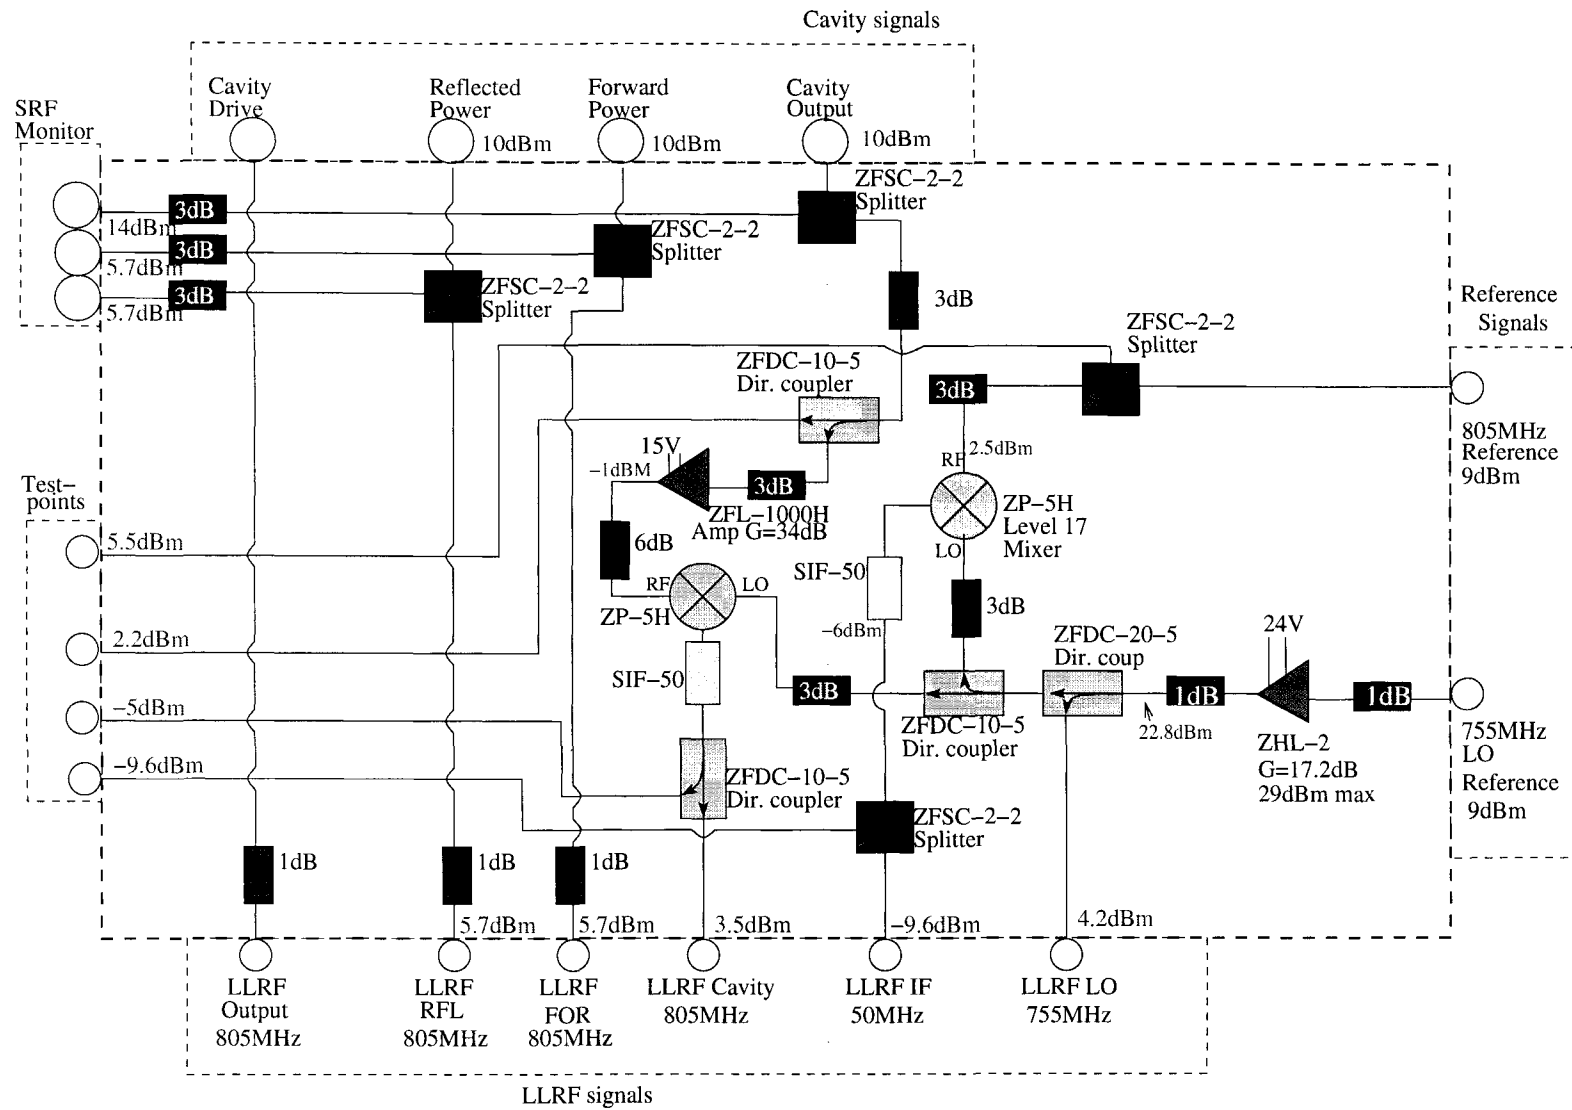 Cavity signals
Cavity
Drive
Reflected
Power
Forward
Power
Cavity
Output
SRF
Monitor
10dBm
10dBm
10dBm
ZFSC-2-2
Splitter
3dB
14dBm
ZFSC-2-2
Splitter
3dB
5.7dBm
ZFSC-2-2
Splitter
3dB
5.7dBm
3dB
Reference
Signals
ZFSC-2-2
Splitter
ZFDC-10-5
Dir. coupler
3dB
805MHz
Reference
9dBm
15V
-1dBM
3dB
ZFL-1000H
Amp G=34dB
RF
2.5dBm
ZP-5H
Level 17
Mixer
LO
Test-
points
5.5dBm
6dB
RF
LO
ZP-5H
SIF-50
-6dBm
3dB
2.2dBm
SIF-50
3dB
ZFDC-10-5
Dir. coupler
ZFDC-20-5
Dir. coup
24V
1dB
1dB
22.8dBm
ZHL-2
G=17.2dB
29dBm max
755MHz
LO
Reference
9dBm
-5dBm
-9.6dBm
ZFDC-10-5
Dir. coupler
ZFSC-2-2
Splitter
1dB
1dB
1dB
5.7dBm
5.7dBm
3.5dBm
-9.6dBm
4.2dBm
LLRF
Output
805MHz
LLRF
RFL
805MHz
LLRF
FOR
805MHz
LLRF Cavity
805MHz
LLRF IF
50MHz
LLRF LO
755MHz
LLRF signals